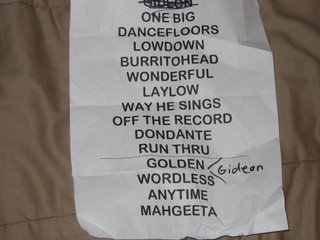 GIDEON
ONE BIG
DANCEFLOORS
LOWDOWN
BURRITOHEAD
WONDERFUL
LAYLOW
WAY HE SINGS
OFF THE RECORD
DONDANTE
RUN THRU
GOLDEN
Gideon
WORDLESS
ANYTIME
MAHGEETA